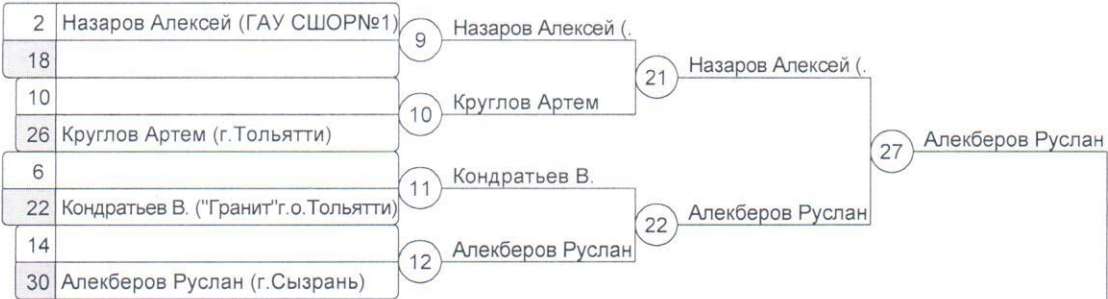 2 Назаров Алексей (ГАУ СШОР№1) 9 Назаров Алексей (.
18
21 Назаров Алексей (.
10
10 Круглов Артем
26 Круглов Артем (г.Тольятти)
27 Алекберов Руслан
6
11 Кондратьев В.
22 Кондратьев В. ("Гранит"г.о.Тольятти)
22 Алекберов Руслан
14
12 Алекберов Руслан
30 Алекберов Руслан (г.Сызрань)